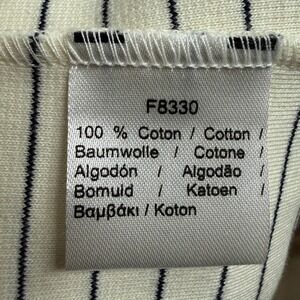 F8330
100 % Coton / Cotton /
Baumwolle / Cotone /
Algodón / Algodão /
Bomuld / Katoen /
Βαμβάκι / Koton